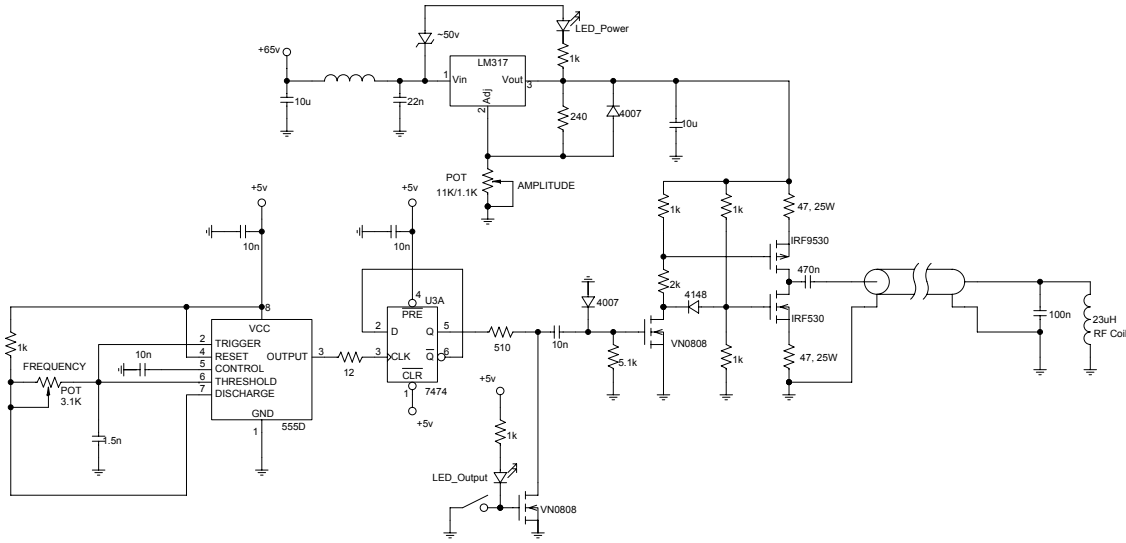 ~50v
LED_Power
+65v
1k
LM317
1 Vin Vout 3
Adj
2
10u
22n
240
4007
10u
POT
11K/1.1K
AMPLITUDE
+5v
+5v
10n
10n
1k
1k
47, 25W
IRF9530
470n
2k
4148
4007
IRF530
VN0808
10n
5.1k
1k
47, 25W
100n
23uH
RF Coil
8
VCC
2 TRIGGER
4 RESET
5 CONTROL
6 THRESHOLD
7 DISCHARGE
OUTPUT 3
GND
1
555D
1k
FREQUENCY
POT
3.1K
10n
1.5n
12
4
U3A
PRE
2 D Q 5
3 CLK Q 6
CLR
1 7474
+5v
510
+5v
1k
LED_Output
VN0808